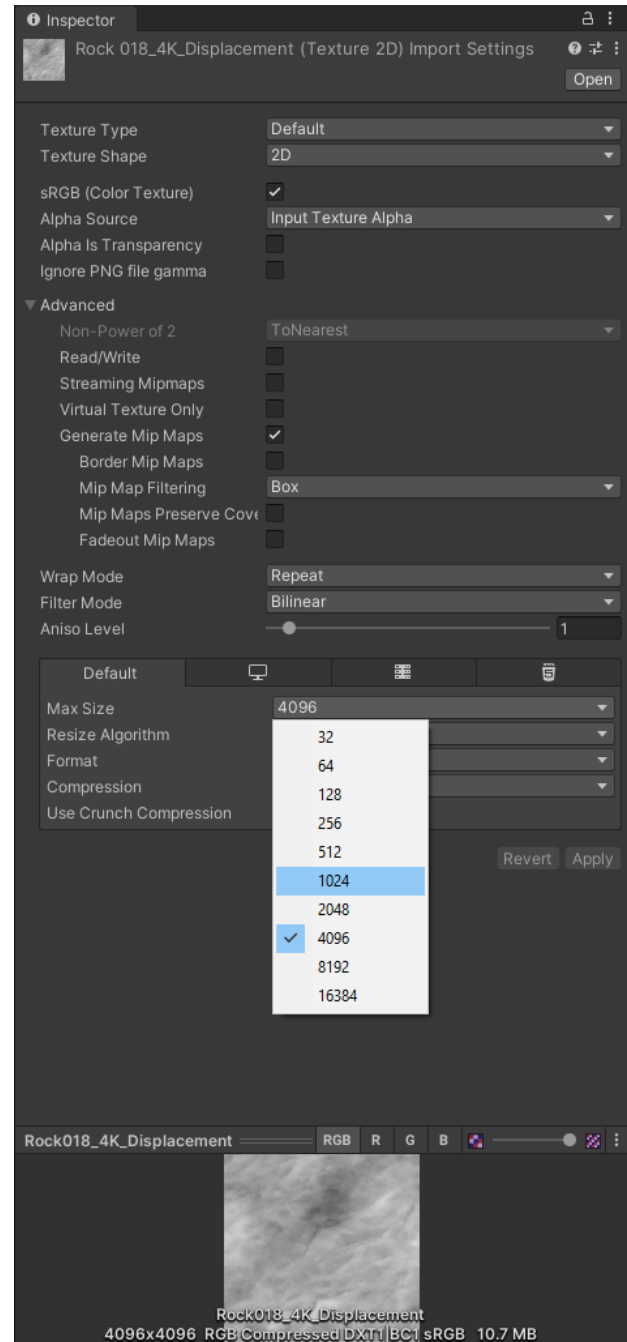 Inspector
Rock 018_4K_Displacement (Texture 2D) Import Settings
Open
Texture Type Default
Texture Shape 2D
sRGB (Color Texture)
Alpha Source Input Texture Alpha
Alpha Is Transparency
Ignore PNG file gamma
Advanced
Non-Power of 2 ToNearest
Read/Write
Streaming Mipmaps
Virtual Texture Only
Generate Mip Maps
Border Mip Maps
Mip Map Filtering Box
Mip Maps Preserve Cove
Fadeout Mip Maps
Wrap Mode Repeat
Filter Mode Bilinear
Aniso Level 1
Default
Max Size 4096
Resize Algorithm
Format
Compression
Use Crunch Compression
32
64
128
256
512
1024
2048
4096
8192
16384
Revert Apply
Rock018_4K_Displacement RGB R G B
Rock018_4K_Displacement
4096x4096 RGB Compressed DXT1|BC1 sRGB 10.7 MB